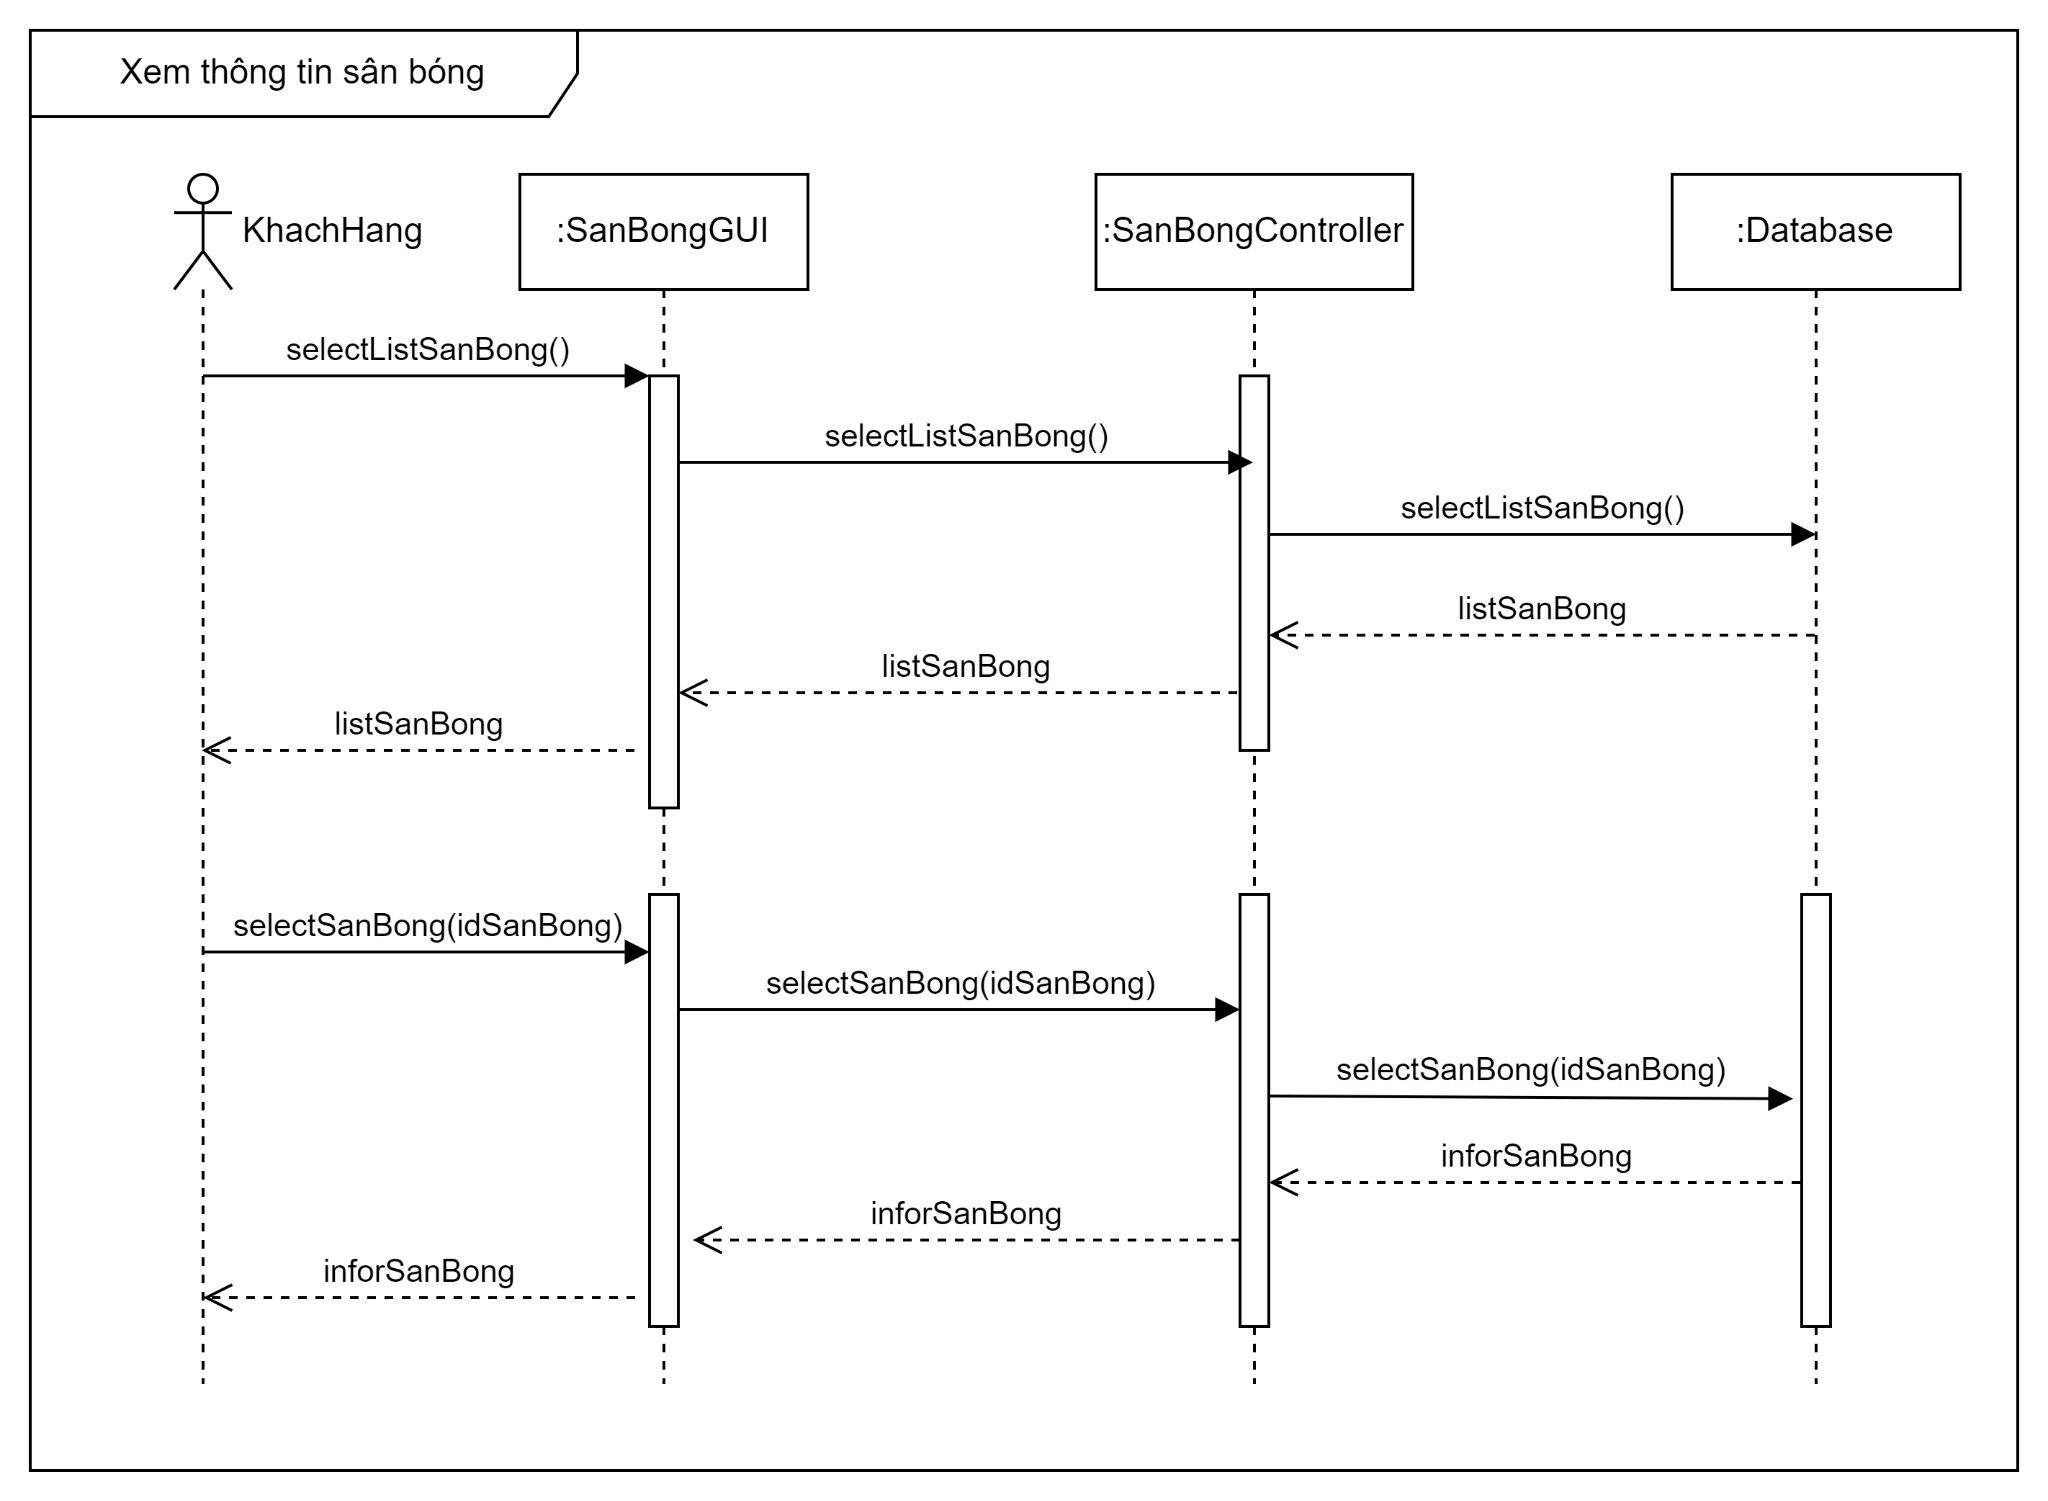 Xem thông tin sân bóng
KhachHang
:SanBongGUI
:SanBongController
:Database
selectListSanBong()
selectListSanBong()
selectListSanBong()
listSanBong
listSanBong
listSanBong
selectSanBong(idSanBong)
selectSanBong(idSanBong)
selectSanBong(idSanBong)
inforSanBong
inforSanBong
inforSanBong